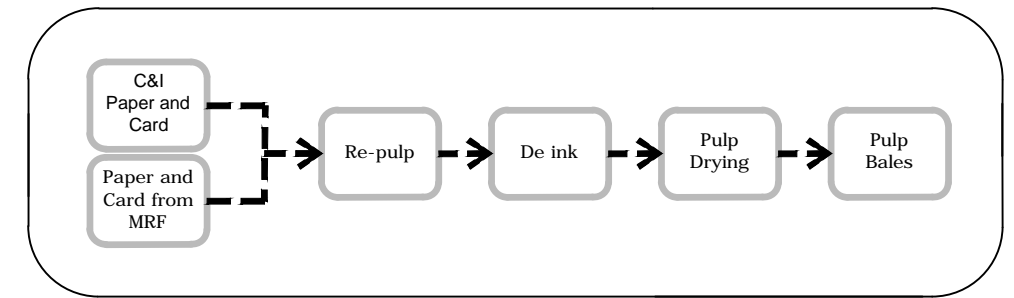 C&I
Paper and
Card
Paper and
Card from
MRF
Re-pulp
De ink
Pulp
Drying
Pulp
Bales